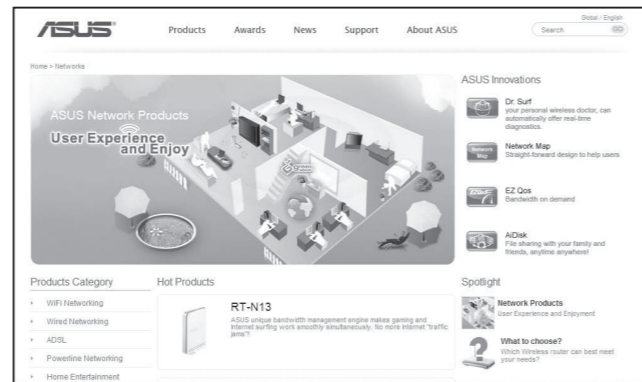 Global / English
ASUS
Products Awards News Support About ASUS
Search GO
Home > Networks
ASUS Network Products
User Experience
and Enjoy
ASUS Innovations
Dr. Surf
your personal wireless doctor, can
automatically offer real-time
diagnostics.
Network
Map
Network Map
Straight-forward design to help users
EZ Qos
Bandwidth on demand
AiDisk
File sharing with your family and
friends, anytime anywhere!
Products Category
WiFi Networking
Wired Networking
ADSL
Powerline Networking
Home Entertainment
Hot Products
RT-N13
ASUS unique bandwidth management engine makes gaming and
internet surfing work smoothly simultaneously. No more internet "traffic
jams"!
Spotlight
Network Products
User Experience and Enjoyment
What to choose?
Which Wireless router can best meet
your needs?